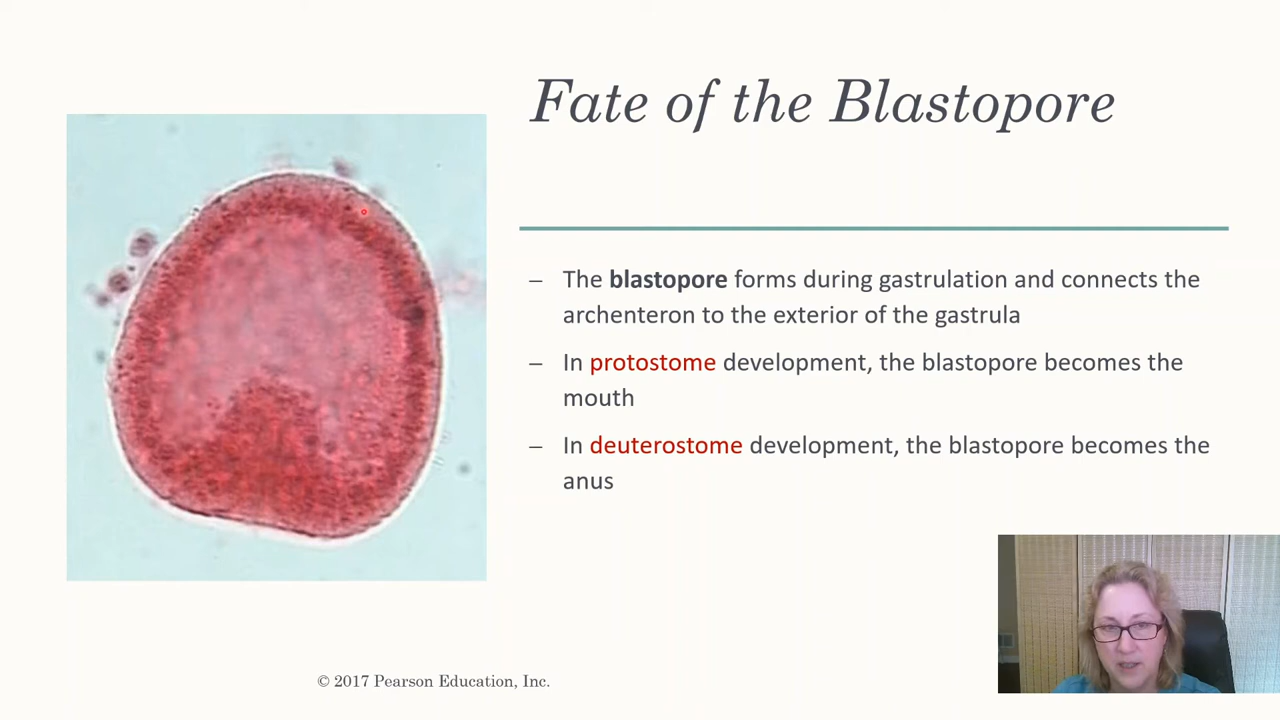 Fate of the Blastopore
– The blastopore forms during gastrulation and connects the
archenteron to the exterior of the gastrula
– In protostome development, the blastopore becomes the
mouth
– In deuterostome development, the blastopore becomes the
anus
© 2017 Pearson Education, Inc.